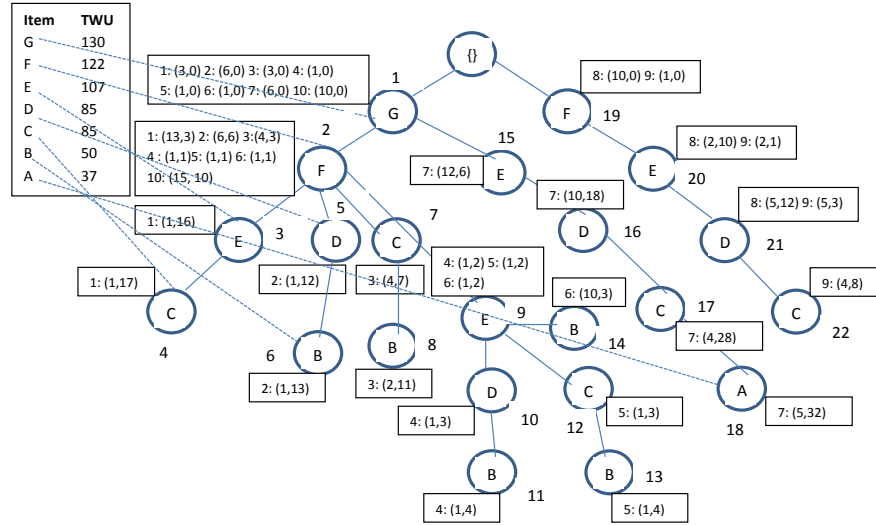 Item TWU
G 130
F 122
E 107
D 85
C 85
B 50
A 37
{}
1: (3,0) 2: (6,0) 3: (3,0) 4: (1,0)
5: (1,0) 6: (1,0) 7: (6,0) 10: (10,0)
1
G
8: (10,0) 9: (1,0)
F
19
2
1: (13,3) 2: (6,6) 3:(4,3)
4 : (1,1)5: (1,1) 6: (1,1)
10: (15, 10)
F
15
7: (12,6)
E
8: (2,10) 9: (2,1)
E
20
1: (1,16)
E
3
5
D
7
C
7: (10,18)
D
16
8: (5,12) 9: (5,3)
D
21
1: (1,17)
C
4
2: (1,12)
3: (4,7)
4: (1,2) 5: (1,2)
6: (1,2)
E
9
6: (10,3)
B
14
C
17
7: (4,28)
9: (4,8)
C
22
6
B
2: (1,13)
B
8
3: (2,11)
D
10
4: (1,3)
C
12
5: (1,3)
A
18
7: (5,32)
B
11
4: (1,4)
B
13
5: (1,4)